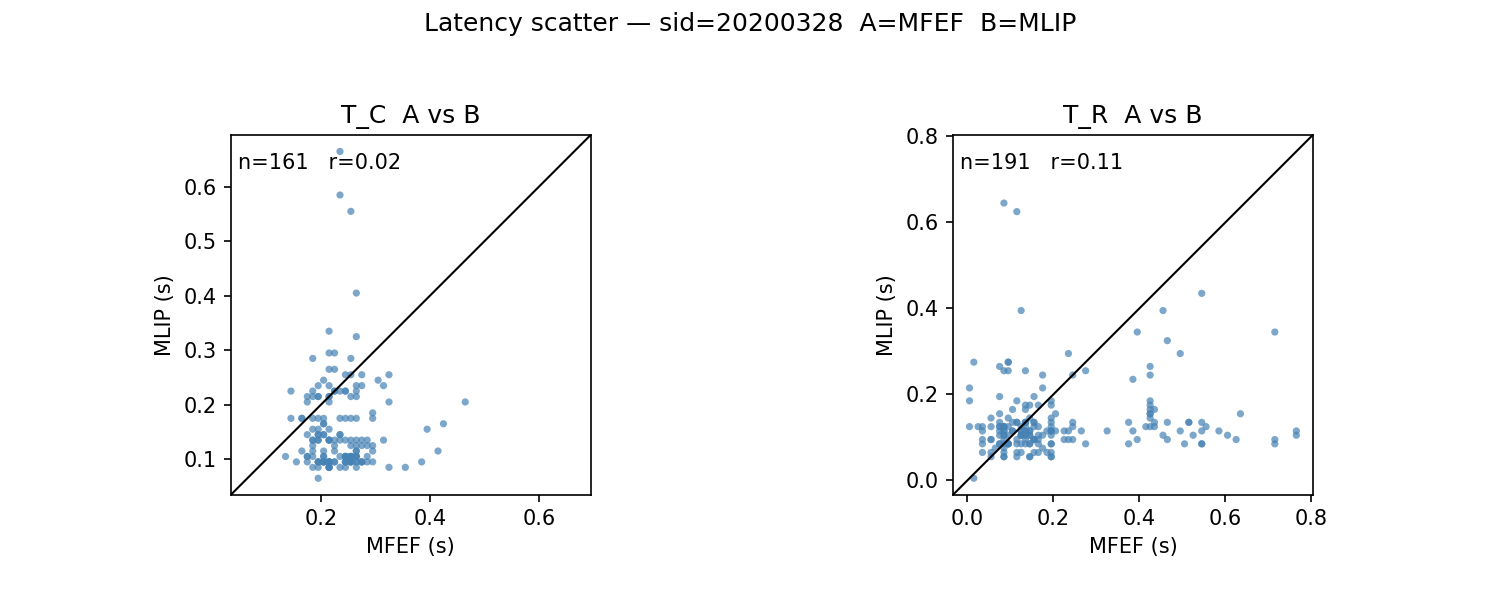 Latency scatter — sid=20200328  A=MFEF  B=MLIP
T_C  A vs B
n=161   r=0.02
0.6
0.5
0.4
0.3
0.2
0.1
MLIP (s)
0.2 0.4 0.6
MFEF (s)
T_R  A vs B
n=191   r=0.11
0.8
0.6
0.4
0.2
0.0
MLIP (s)
0.0 0.2 0.4 0.6 0.8
MFEF (s)